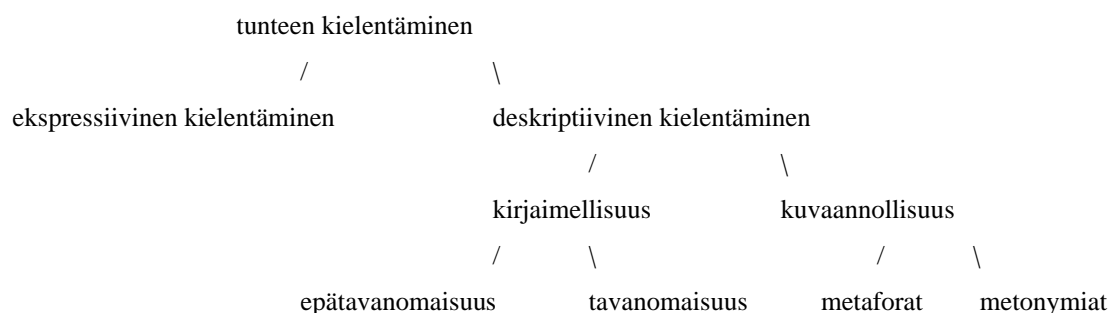 tunteen kielentäminen
/ \
ekspressiivinen kielentäminen deskriptiivinen kielentäminen
/ \
kirjaimellisuus kuvaannollisuus
/ \ / \
epätavanomaisuus tavanomaisuus metaforat metonymiat